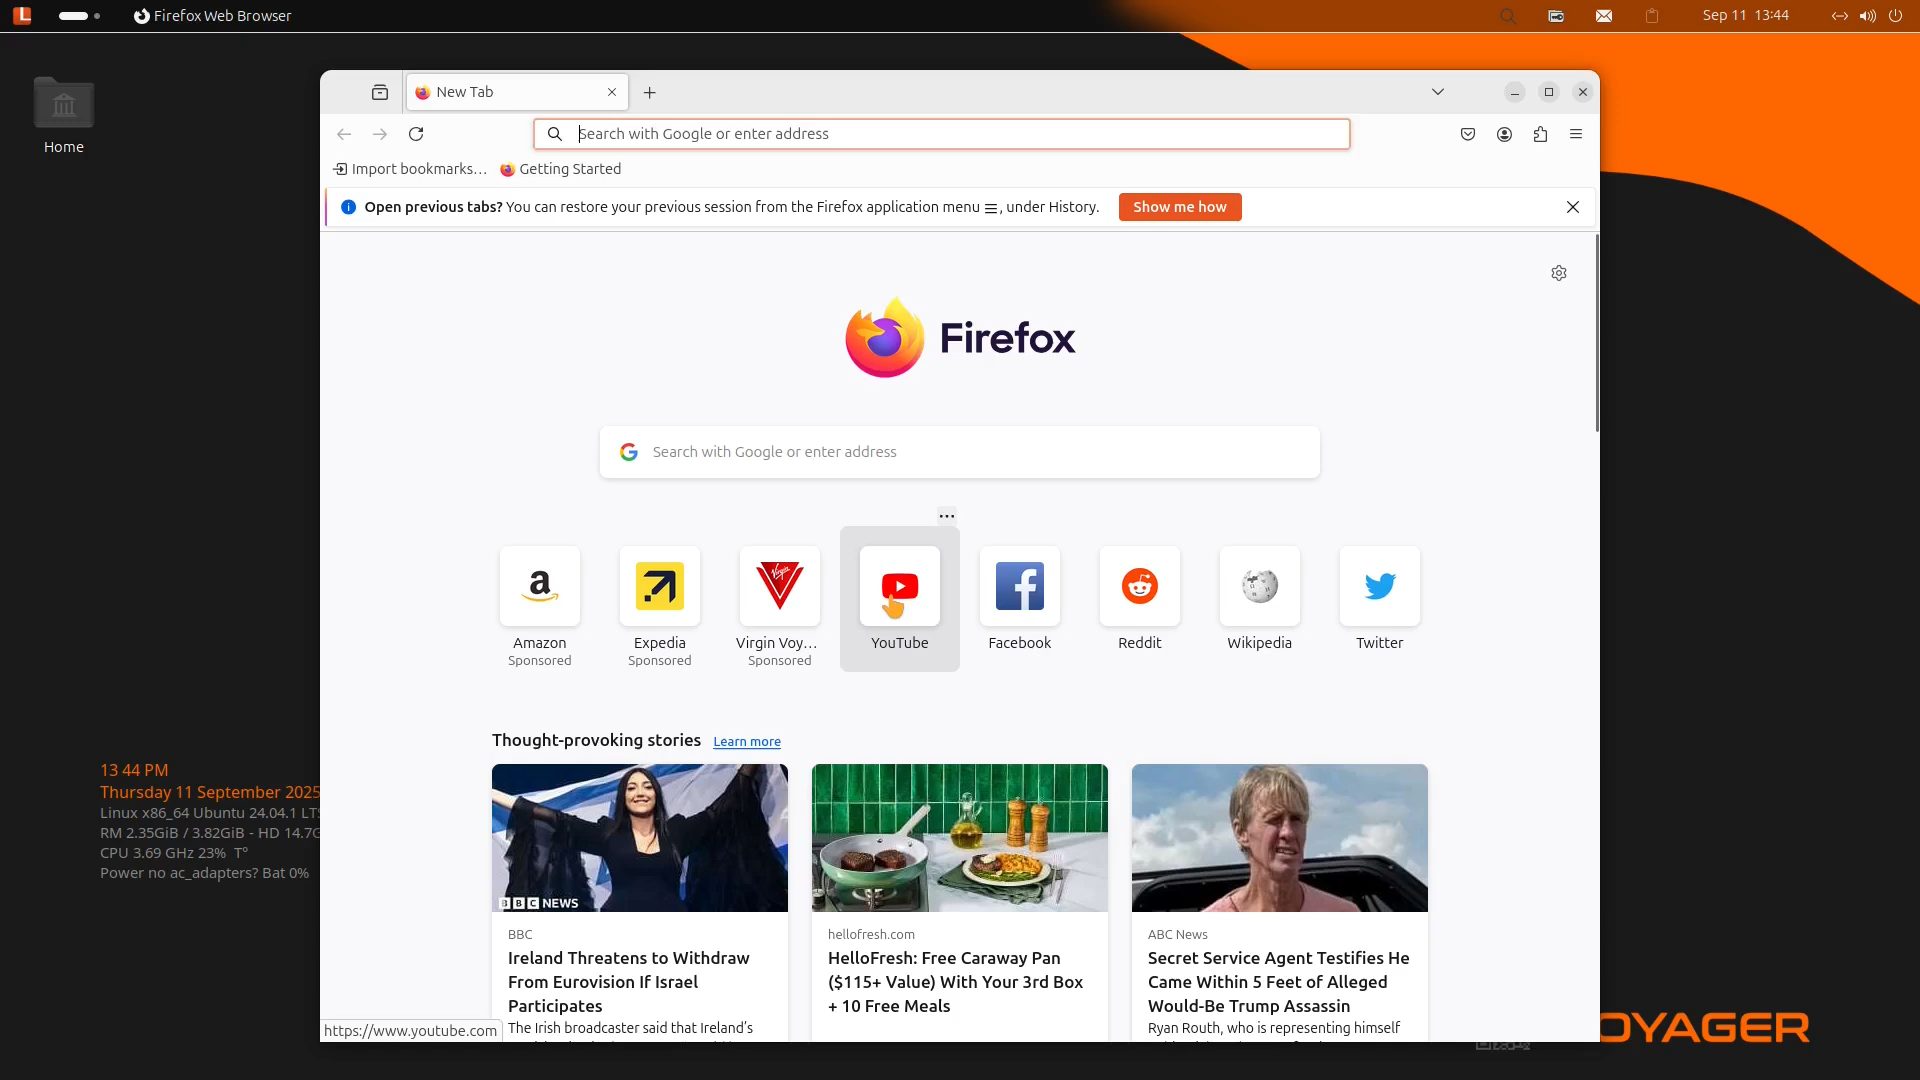 Firefox Web Browser
Sep 11 13:44
Home
New Tab
Search with Google or enter address
Import bookmarks…
Getting Started
Open previous tabs? You can restore your previous session from the Firefox application menu ☰, under History.
Show me how
Firefox
Search with Google or enter address
Amazon
Sponsored
Expedia
Sponsored
Virgin Voy…
Sponsored
YouTube
Facebook
Reddit
Wikipedia
Twitter
Thought-provoking stories Learn more
BBC NEWS
BBC
Ireland Threatens to Withdraw
From Eurovision If Israel
Participates
The Irish broadcaster said that Ireland’s
hellofresh.com
HelloFresh: Free Caraway Pan
($115+ Value) With Your 3rd Box
+ 10 Free Meals
ABC News
Secret Service Agent Testifies He
Came Within 5 Feet of Alleged
Would-Be Trump Assassin
Ryan Routh, who is representing himself
https://www.youtube.com
13 44 PM
Thursday 11 September 2025
Linux x86_64 Ubuntu 24.04.1 LTS
RM 2.35GiB / 3.82GiB - HD 14.7G
CPU 3.69 GHz 23% T°
Power no ac_adapters? Bat 0%
OYAGER